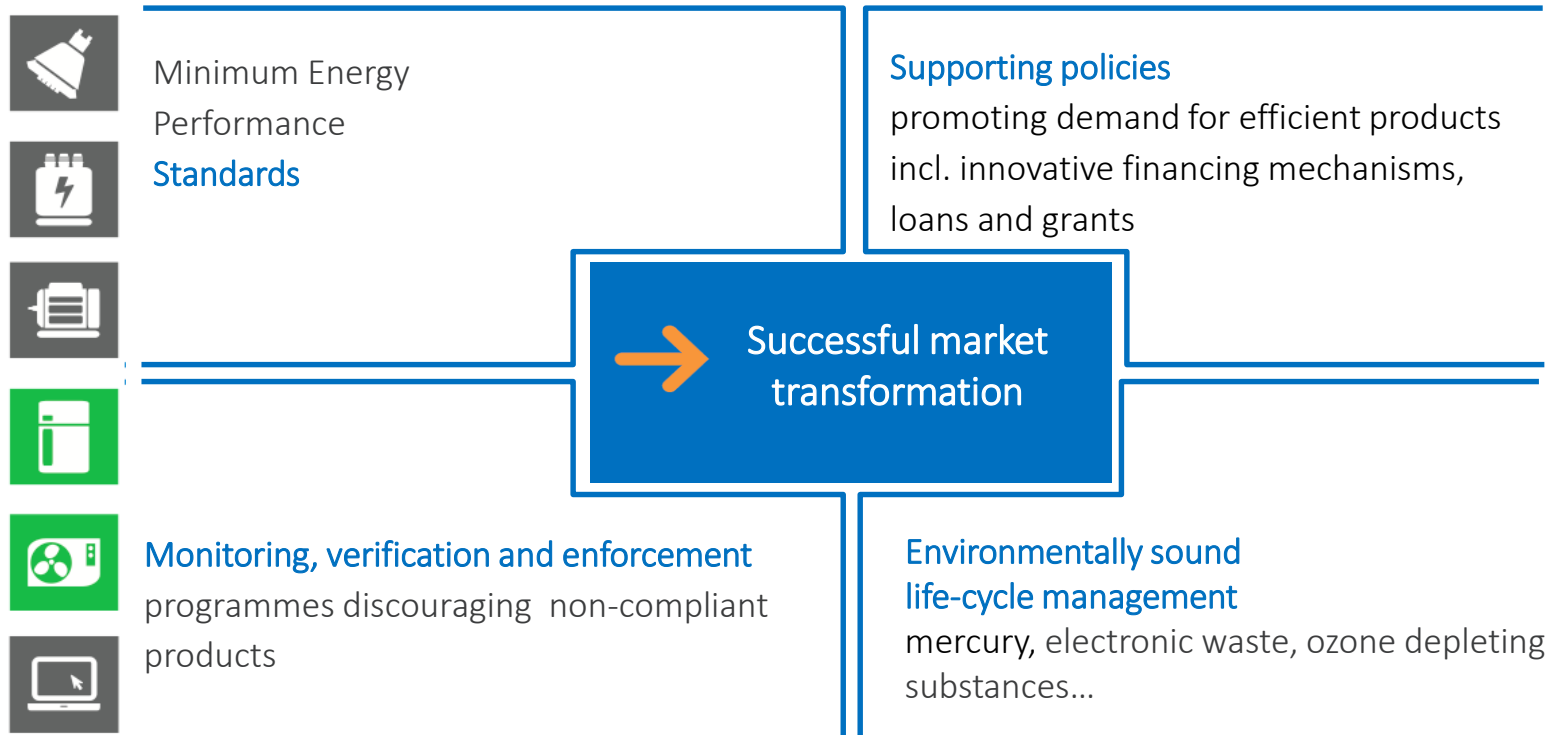 Minimum Energy
Performance
Standards
Supporting policies
promoting demand for efficient products
incl. innovative financing mechanisms,
loans and grants
Successful market
transformation
Monitoring, verification and enforcement
programmes discouraging  non-compliant
products
Environmentally sound
life-cycle management
mercury, electronic waste, ozone depleting
substances…